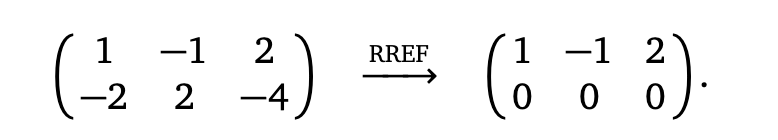 ( 1 −1 2 ) RREF ( 1 −1 2 )
( −2 2 −4 ) ⟶ ( 0 0 0 ).